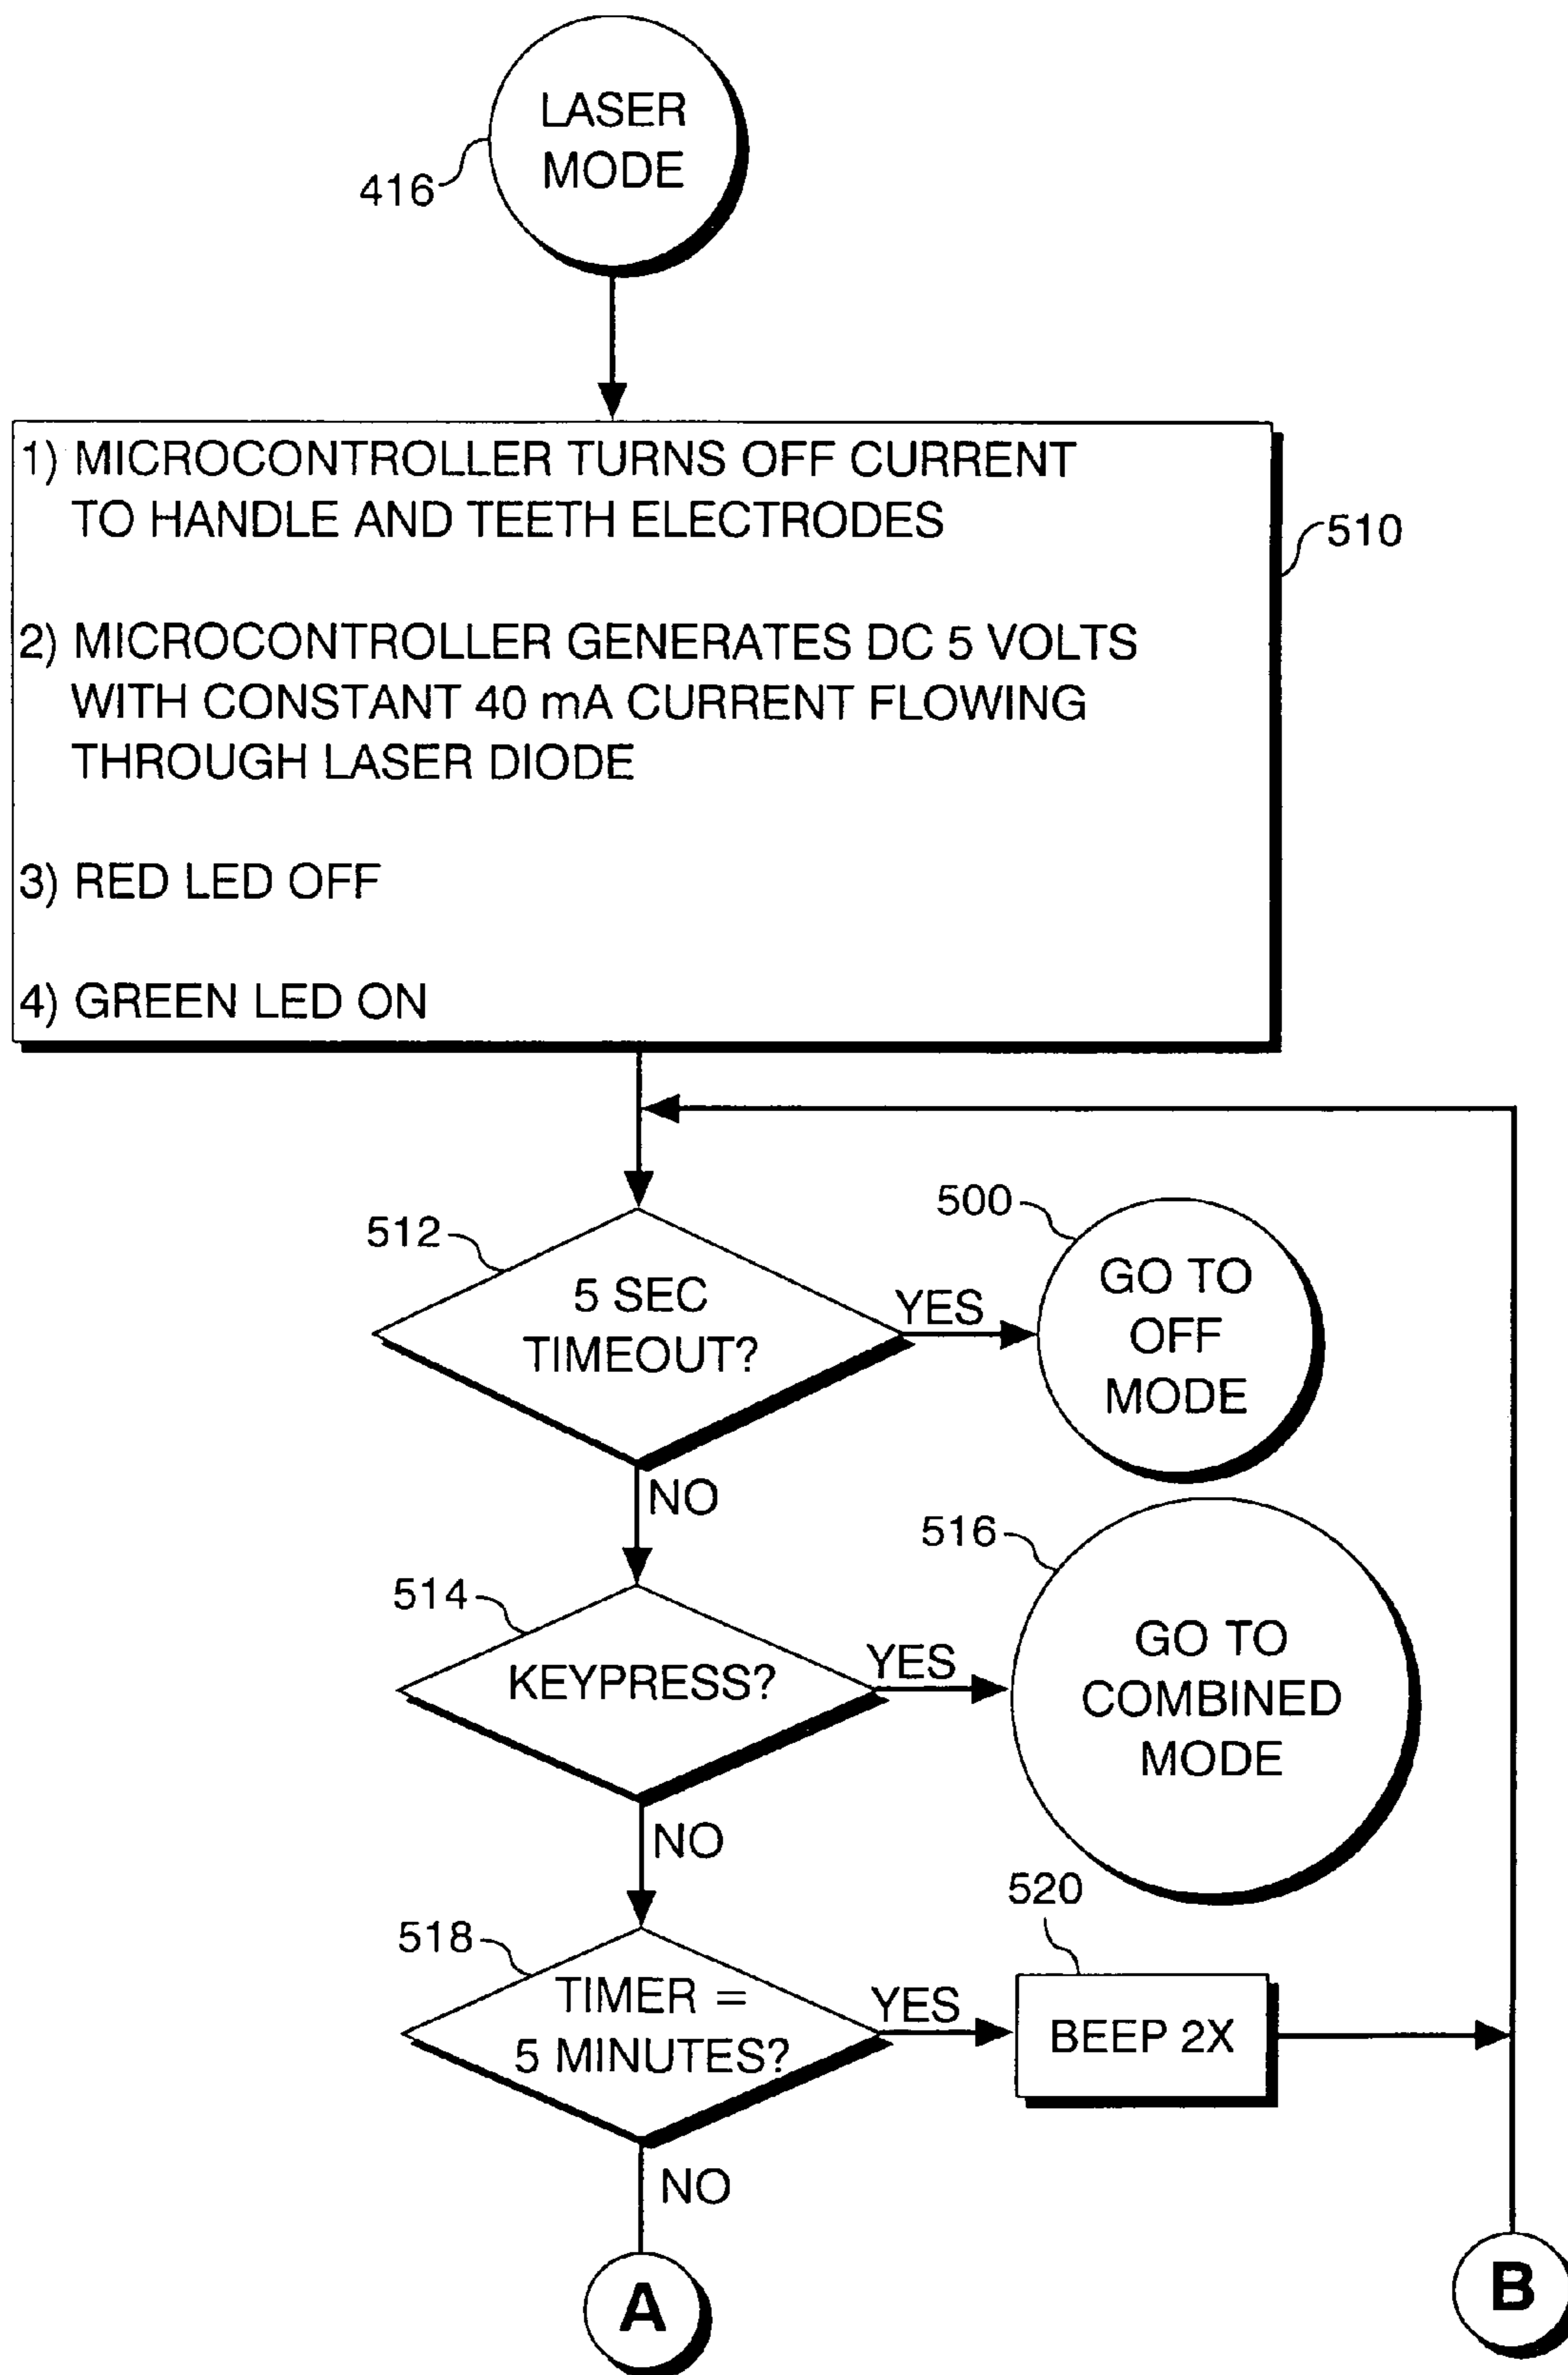 LASER
MODE
416
1) MICROCONTROLLER TURNS OFF CURRENT
TO HANDLE AND TEETH ELECTRODES
510
2) MICROCONTROLLER GENERATES DC 5 VOLTS
WITH CONSTANT 40 mA CURRENT FLOWING
THROUGH LASER DIODE
3) RED LED OFF
4) GREEN LED ON
512
5 SEC
TIMEOUT?
YES
500
GO TO
OFF
MODE
NO
514
KEYPRESS?
YES
516
GO TO
COMBINED
MODE
NO
518
TIMER =
5 MINUTES?
YES
520
BEEP 2X
NO
A
B